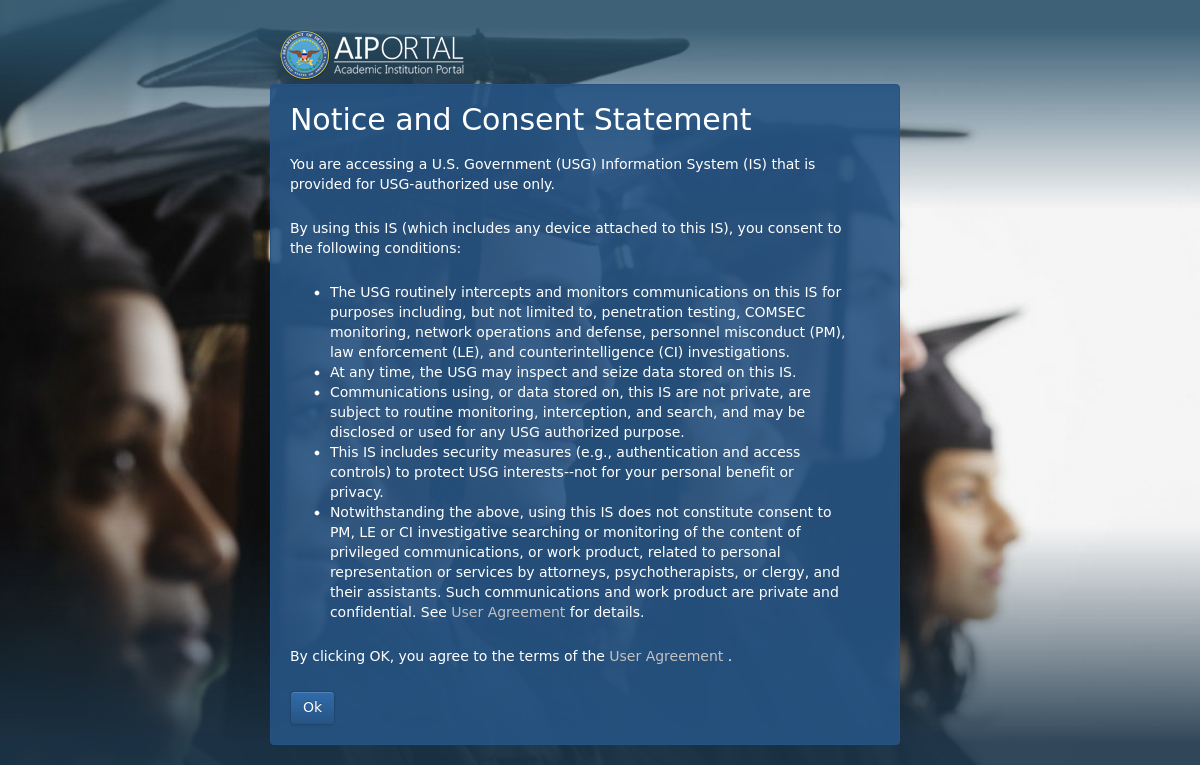 AIPORTAL
Academic Institution Portal
Notice and Consent Statement
You are accessing a U.S. Government (USG) Information System (IS) that is
provided for USG-authorized use only.
By using this IS (which includes any device attached to this IS), you consent to
the following conditions:
• The USG routinely intercepts and monitors communications on this IS for
purposes including, but not limited to, penetration testing, COMSEC
monitoring, network operations and defense, personnel misconduct (PM),
law enforcement (LE), and counterintelligence (CI) investigations.
• At any time, the USG may inspect and seize data stored on this IS.
• Communications using, or data stored on, this IS are not private, are
subject to routine monitoring, interception, and search, and may be
disclosed or used for any USG authorized purpose.
• This IS includes security measures (e.g., authentication and access
controls) to protect USG interests--not for your personal benefit or
privacy.
• Notwithstanding the above, using this IS does not constitute consent to
PM, LE or CI investigative searching or monitoring of the content of
privileged communications, or work product, related to personal
representation or services by attorneys, psychotherapists, or clergy, and
their assistants. Such communications and work product are private and
confidential. See User Agreement for details.
By clicking OK, you agree to the terms of the User Agreement .
Ok